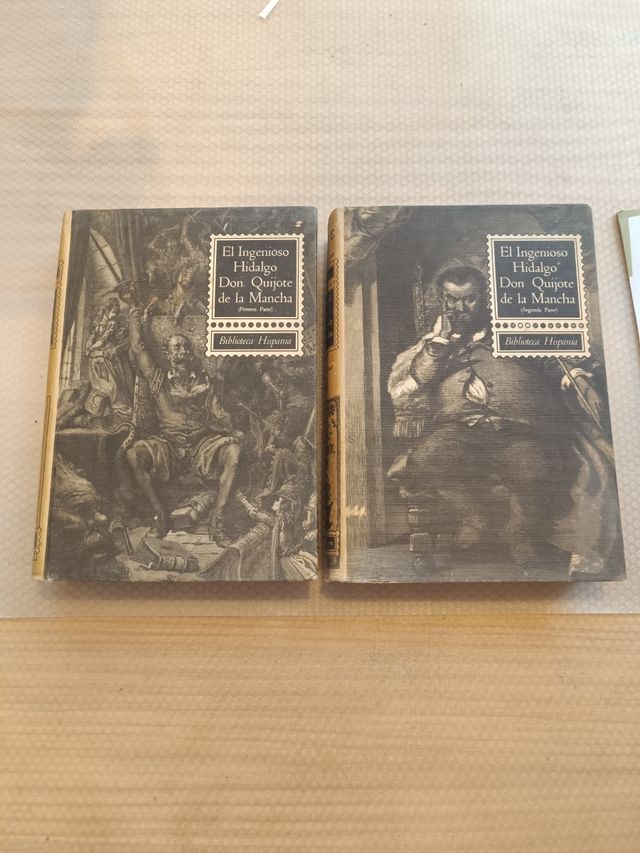 El Ingenioso
Hidalgo
Don Quijote
de la Mancha
(Primera Parte)
Biblioteca Hispania
El Ingenioso
Hidalgo
Don Quijote
de la Mancha
(Segunda Parte)
Biblioteca Hispania